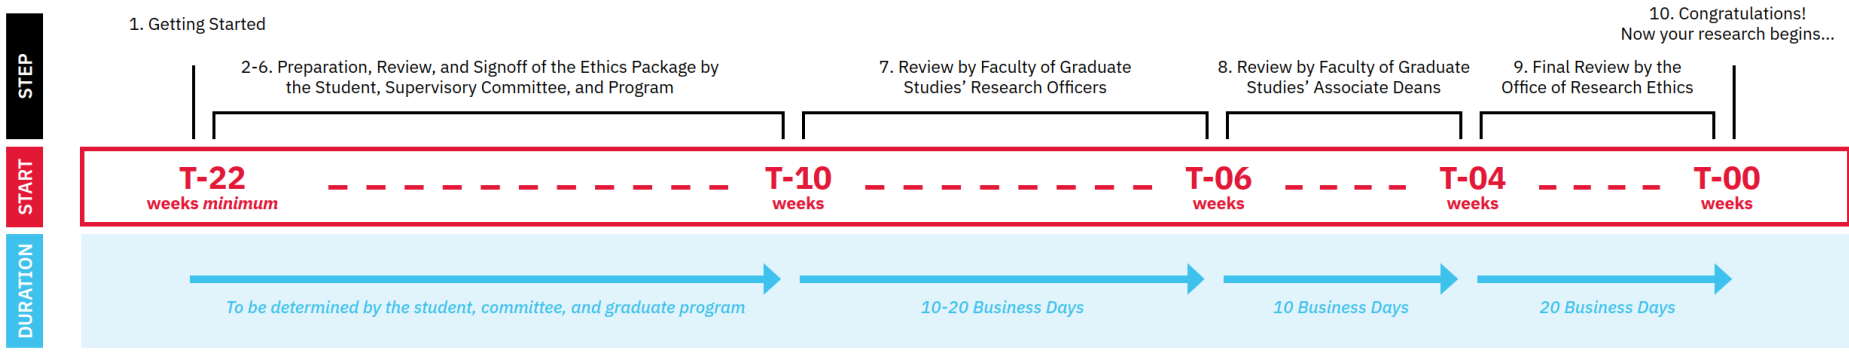 1. Getting Started
10. Congratulations!
Now your research begins...
STEP
2-6. Preparation, Review, and Signoff of the Ethics Package by
the Student, Supervisory Committee, and Program
7. Review by Faculty of Graduate
Studies’ Research Officers
8. Review by Faculty of Graduate
Studies’ Associate Deans
9. Final Review by the
Office of Research Ethics
START
T-22
weeks minimum
T-10
weeks
T-06
weeks
T-04
weeks
T-00
weeks
DURATION
To be determined by the student, committee, and graduate program
10-20 Business Days
10 Business Days
20 Business Days